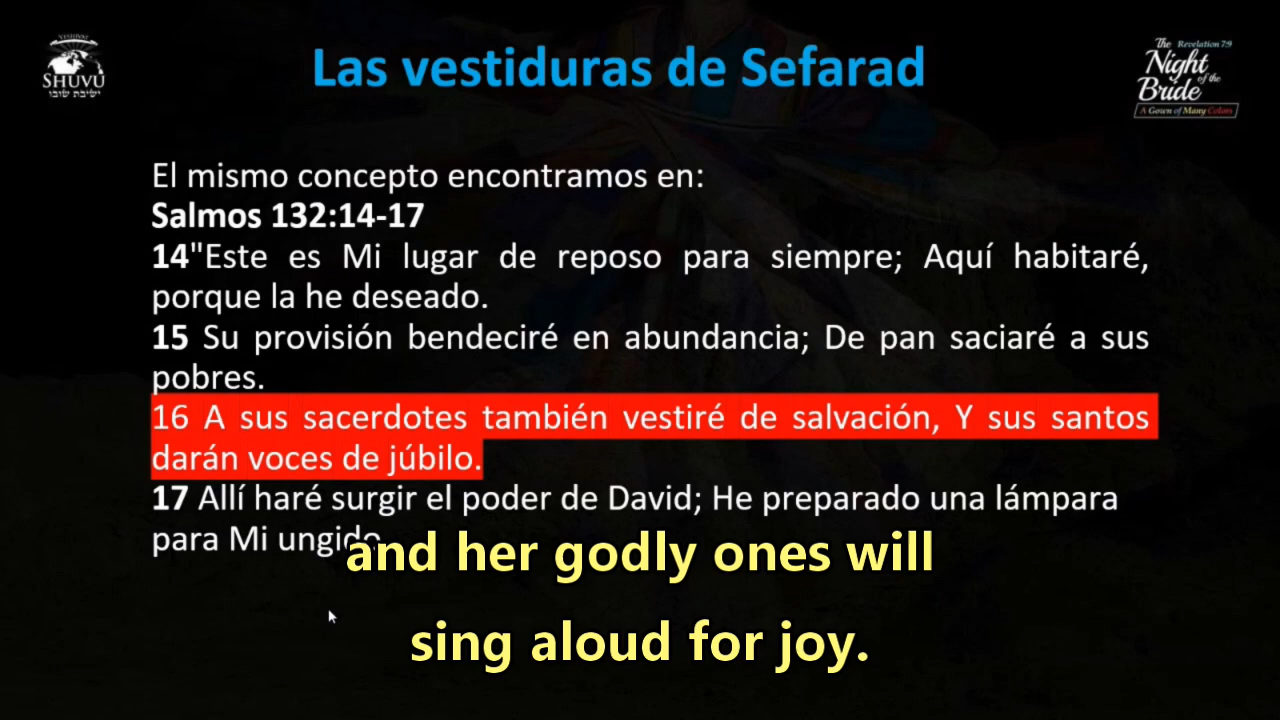 YESHIVAT
SHUVU
ישיבת שובו
Las vestiduras de Sefarad
The Revelation 7:9
Night
of the
Bride
A Gown of Many Colors
El mismo concepto encontramos en:
Salmos 132:14-17
14"Este es Mi lugar de reposo para siempre; Aquí habitaré,
porque la he deseado.
15 Su provisión bendeciré en abundancia; De pan saciaré a sus
pobres.
16 A sus sacerdotes también vestiré de salvación, Y sus santos
darán voces de júbilo.
17 Allí haré surgir el poder de David; He preparado una lámpara
para Mi ungido
and her godly ones will
sing aloud for joy.